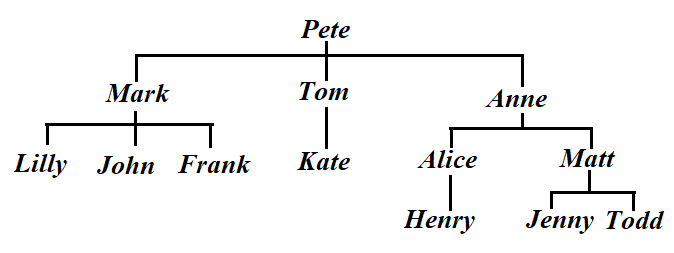 Pete
Mark Tom Anne
Lilly John Frank Kate Alice Matt
Henry Jenny Todd